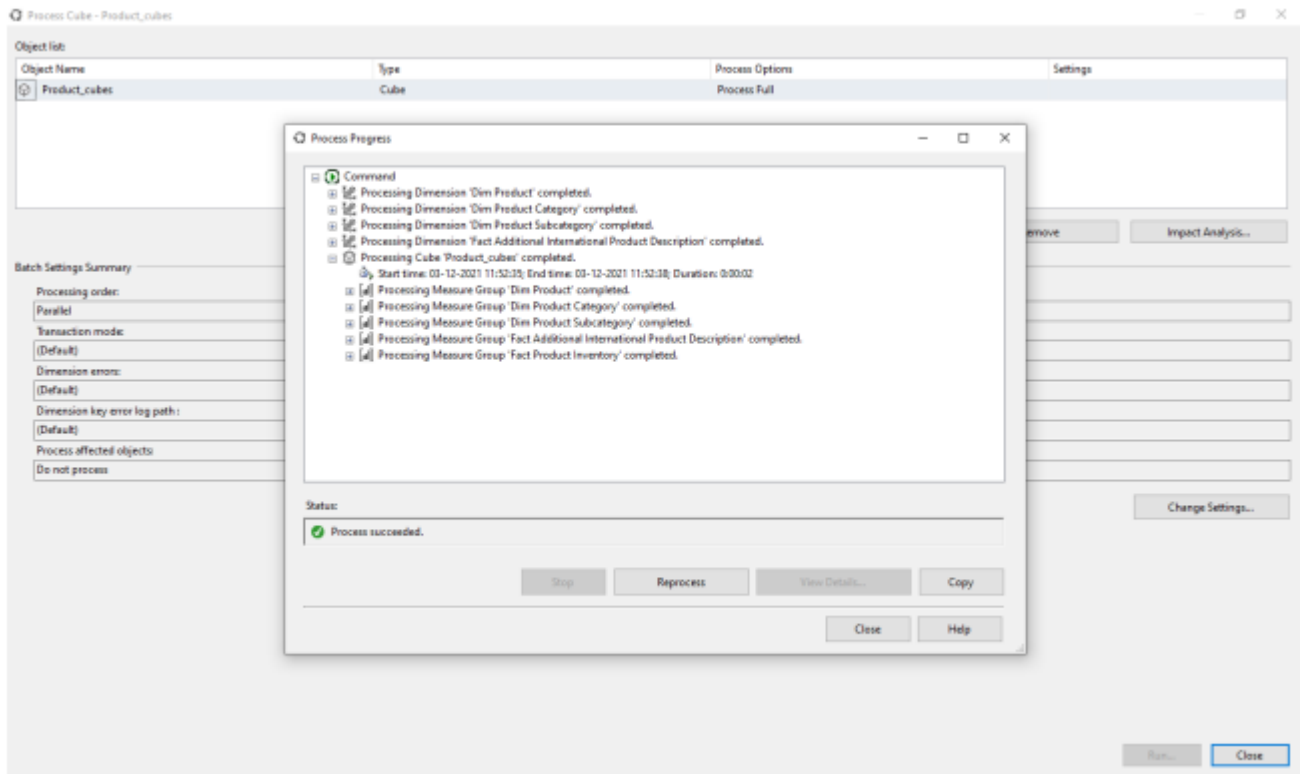 Process Cube - Product_cubes
Object list:
Object Name Type Process Options Settings
Product_cubes Cube Process Full
Process Progress
Command
Processing Dimension 'Dim Product' completed.
Processing Dimension 'Dim Product Category' completed.
Processing Dimension 'Dim Product Subcategory' completed.
Processing Dimension 'Fact Additional International Product Description' completed.
Processing Cube 'Product_cubes' completed.
Start time: 03-12-2021 11:52:35; End time: 03-12-2021 11:52:38; Duration: 0:00:02
Processing Measure Group 'Dim Product' completed.
Processing Measure Group 'Dim Product Category' completed.
Processing Measure Group 'Dim Product Subcategory' completed.
Processing Measure Group 'Fact Additional International Product Description' completed.
Processing Measure Group 'Fact Product Inventory' completed.
emove Impact Analysis...
Batch Settings Summary
Processing order:
Parallel
Transaction mode:
(Default)
Dimension errors:
(Default)
Dimension key error log path :
(Default)
Process affected objects:
Do not process
Change Settings...
Status:
Process succeeded.
Stop Reprocess View Details... Copy
Close Help
Run... Close